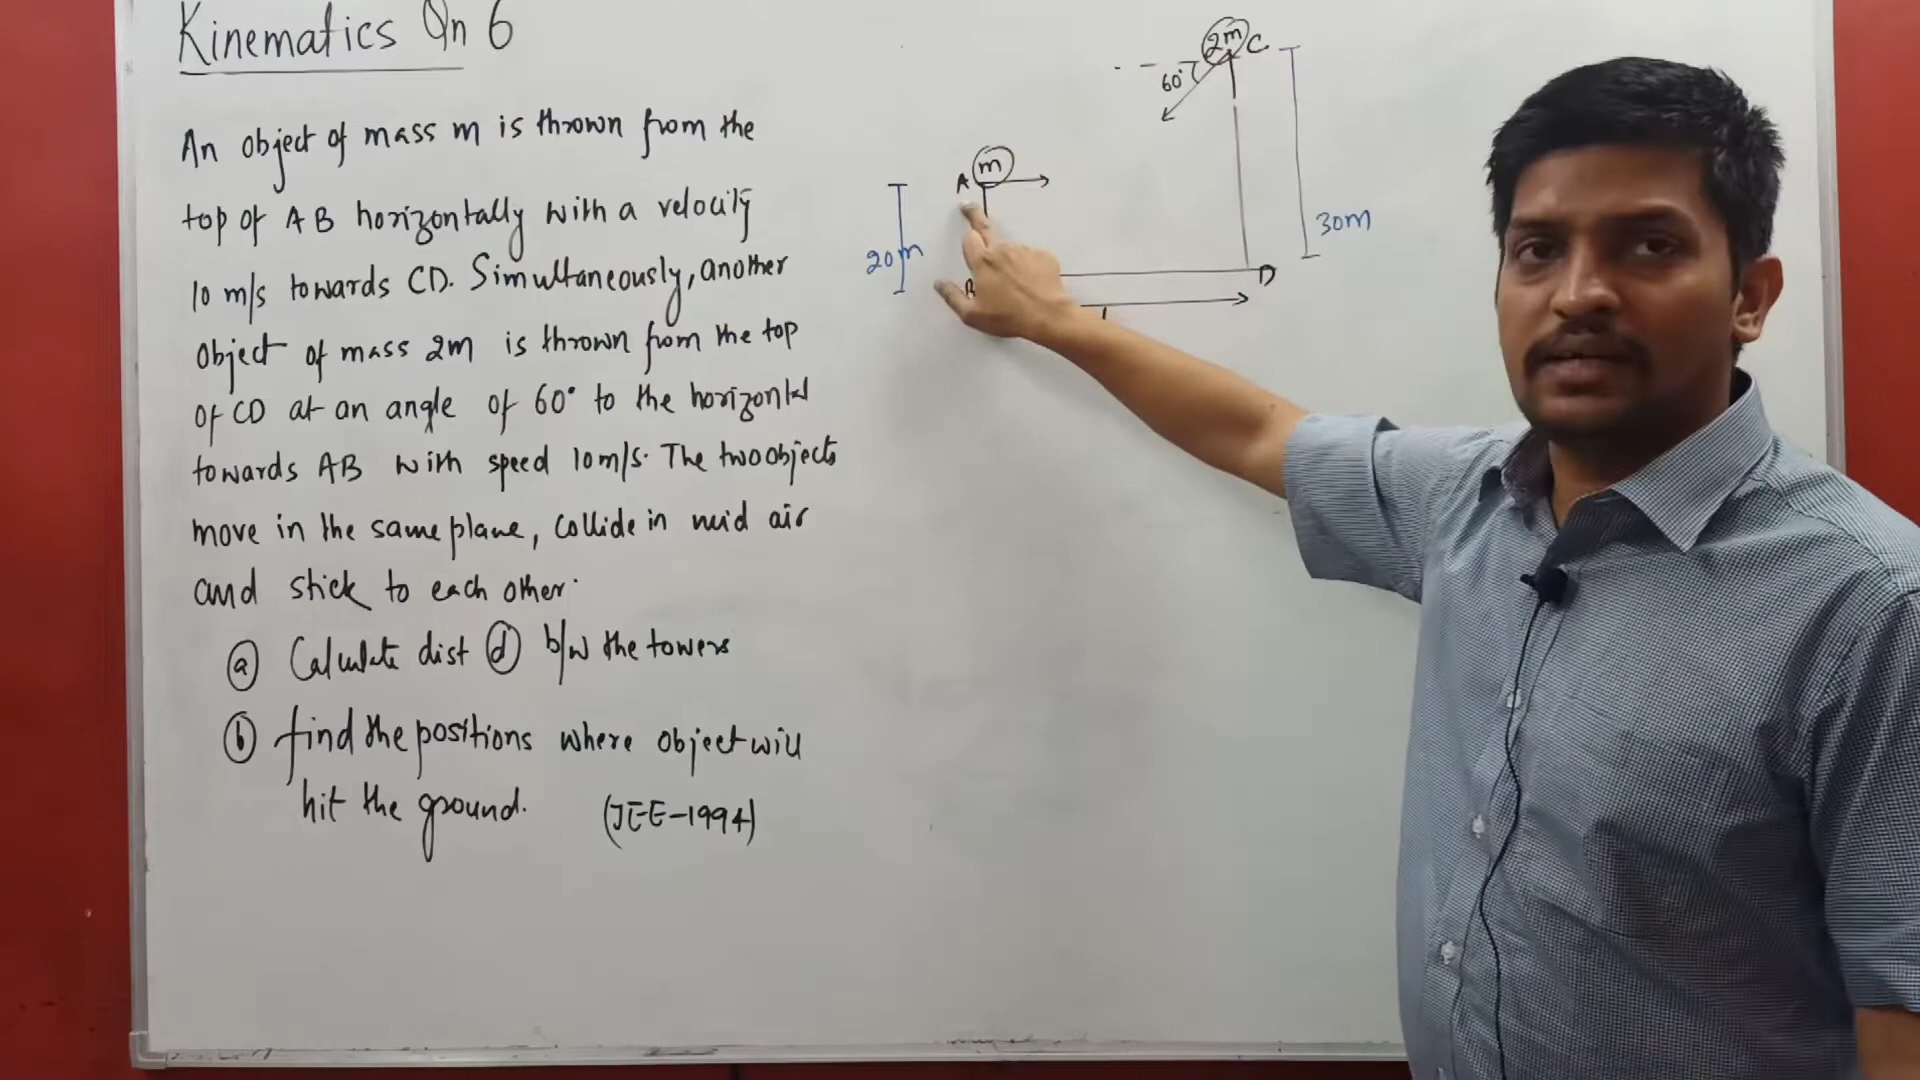 Kinematics Qn 6
An object of mass m is thrown from the
top of AB horizontally with a velocity
10 m/s towards CD. Simultaneously, another
object of mass 2m is thrown from the top
of CD at an angle of 60° to the horizontal
towards AB with speed 10m/s. The two objects
move in the same plane, collide in mid air
and stick to each other.
(a) Calculate dist (d) b/w the towers
(b) find the positions where object will
hit the ground. (JEE-1994)
2m C
60°
A m
20m
30m
B D